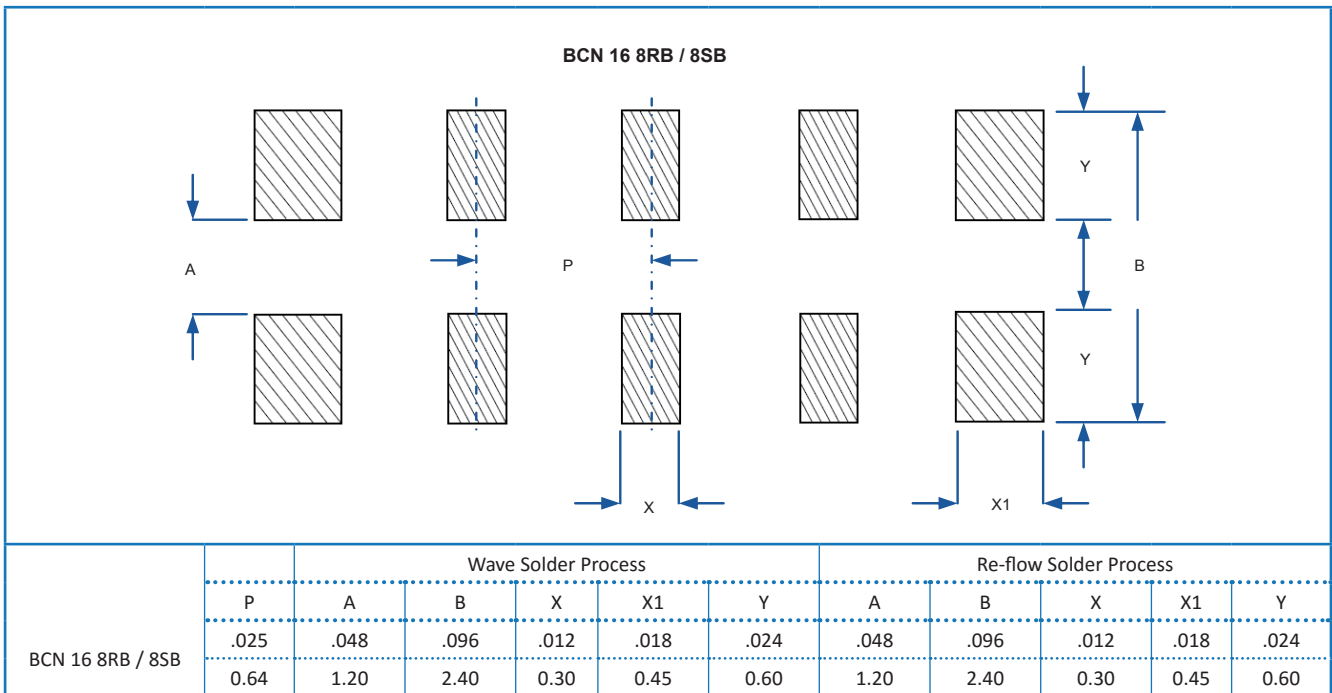 BCN 16 8RB / 8SB
Y
A
P
B
Y
X
X1
Wave Solder Process Re-flow Solder Process
P A B X X1 Y A B X X1 Y
BCN 16 8RB / 8SB
.025 .048 .096 .012 .018 .024 .048 .096 .012 .018 .024
0.64 1.20 2.40 0.30 0.45 0.60 1.20 2.40 0.30 0.45 0.60